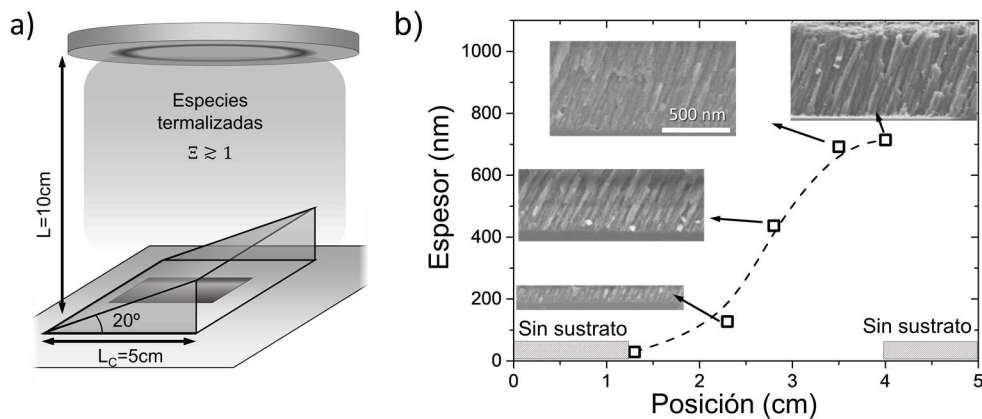 a)
Especies
termalizadas
Ξ ≳ 1
L=10cm
20º
L_C=5cm
b)
Espesor (nm)
1000
800
600
400
200
0
500 nm
Sin sustrato
Sin sustrato
0
1
2
3
4
5
Posición (cm)